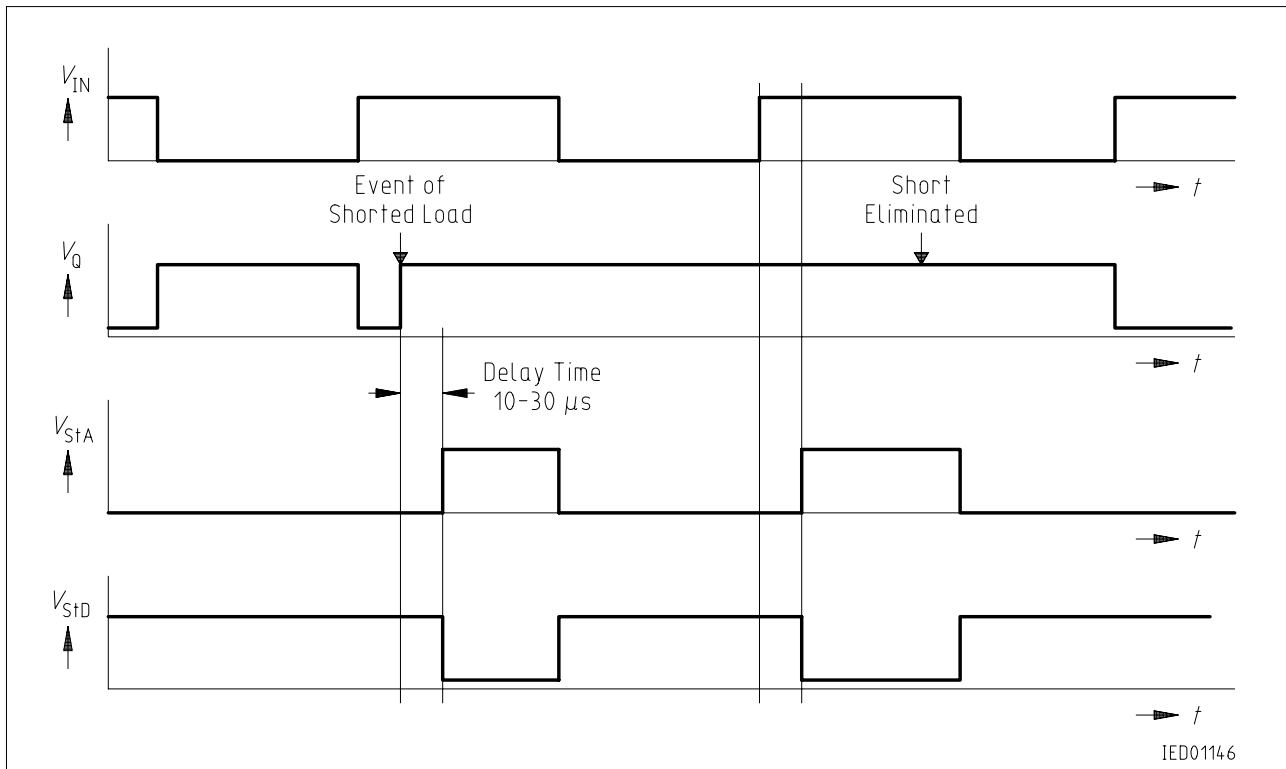 V_IN
t
Event of
Shorted Load
Short
Eliminated
V_Q
t
Delay Time
10-30 µs
V_StA
t
V_StD
t
IED01146